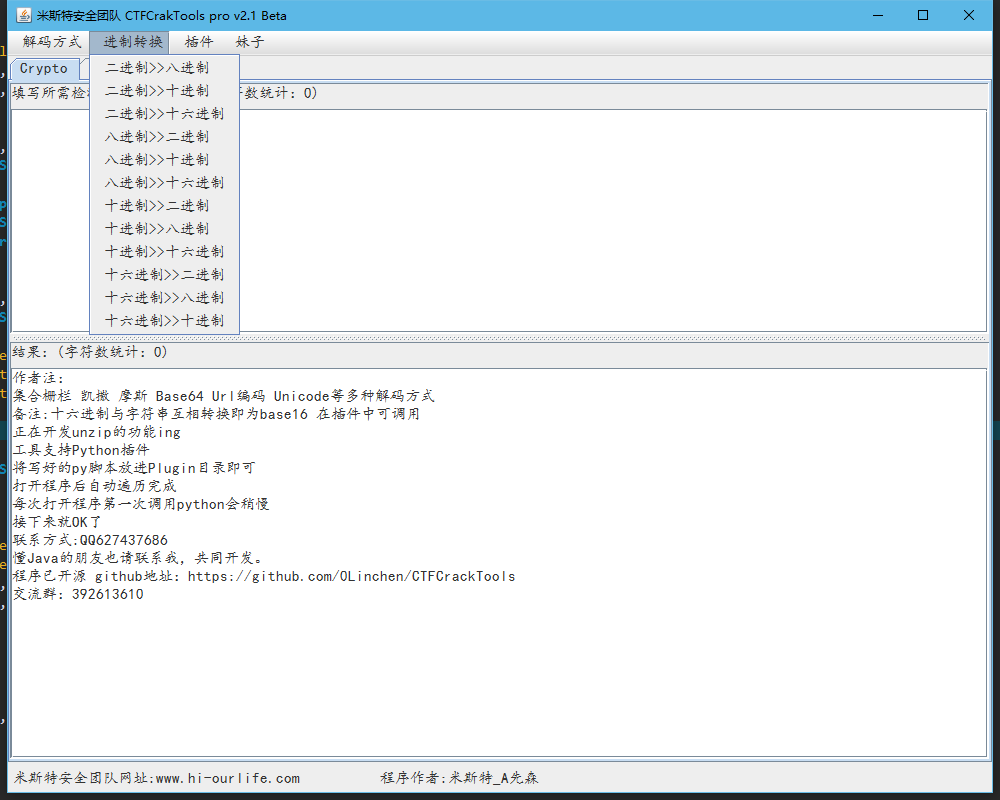 米斯特安全团队 CTFCrakTools pro v2.1 Beta
解码方式 进制转换 插件 妹子
Crypto
二进制>>八进制
二进制>>十进制
二进制>>十六进制
八进制>>二进制
八进制>>十进制
八进制>>十六进制
十进制>>二进制
十进制>>八进制
十进制>>十六进制
十六进制>>二进制
十六进制>>八进制
十六进制>>十进制
填写所需检 数统计: 0)
结果: (字符数统计: 0)
作者注:
集合栅栏 凯撒 摩斯 Base64 Url编码 Unicode等多种解码方式
备注:十六进制与字符串互相转换即为base16 在插件中可调用
正在开发unzip的功能ing
工具支持Python插件
将写好的py脚本放进Plugin目录即可
打开程序后自动遍历完成
每次打开程序第一次调用python会稍慢
接下来就OK了
联系方式:QQ627437686
懂Java的朋友也请联系我, 共同开发。
程序已开源 github地址: https://github.com/0Linchen/CTFCrackTools
交流群: 392613610
米斯特安全团队网址:www.hi-ourlife.com 程序作者:米斯特_A先森